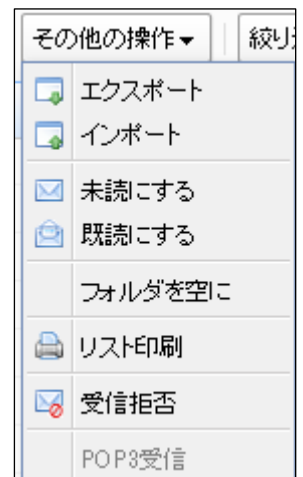 その他の操作▼ 絞り
エクスポート
インポート
未読にする
既読にする
フォルダを空に
リスト印刷
受信拒否
POP3受信